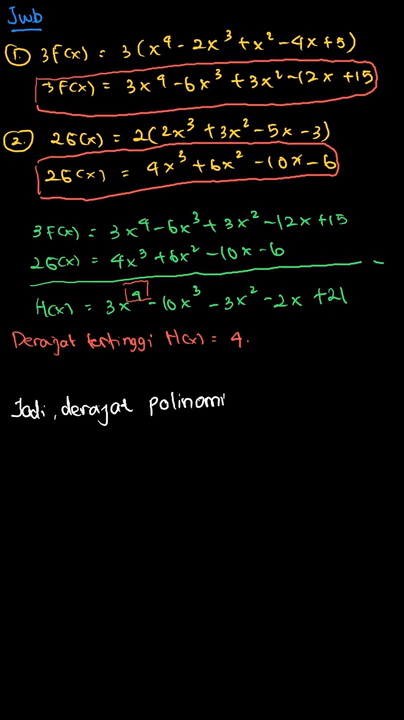 Jwb
1. 3F(x) = 3(x⁴ - 2x³ + x² - 4x + 5)
3F(x) = 3x⁴ - 6x³ + 3x² - 12x + 15
2. 2G(x) = 2(2x³ + 3x² - 5x - 3)
2G(x) = 4x³ + 6x² - 10x - 6
3F(x) = 3x⁴ - 6x³ + 3x² - 12x + 15
2G(x) = 4x³ + 6x² - 10x - 6
-
H(x) = 3x⁴ - 10x³ - 3x² - 2x + 21
Derajat tertinggi H(x) = 4.
Jadi, derajat polinomi